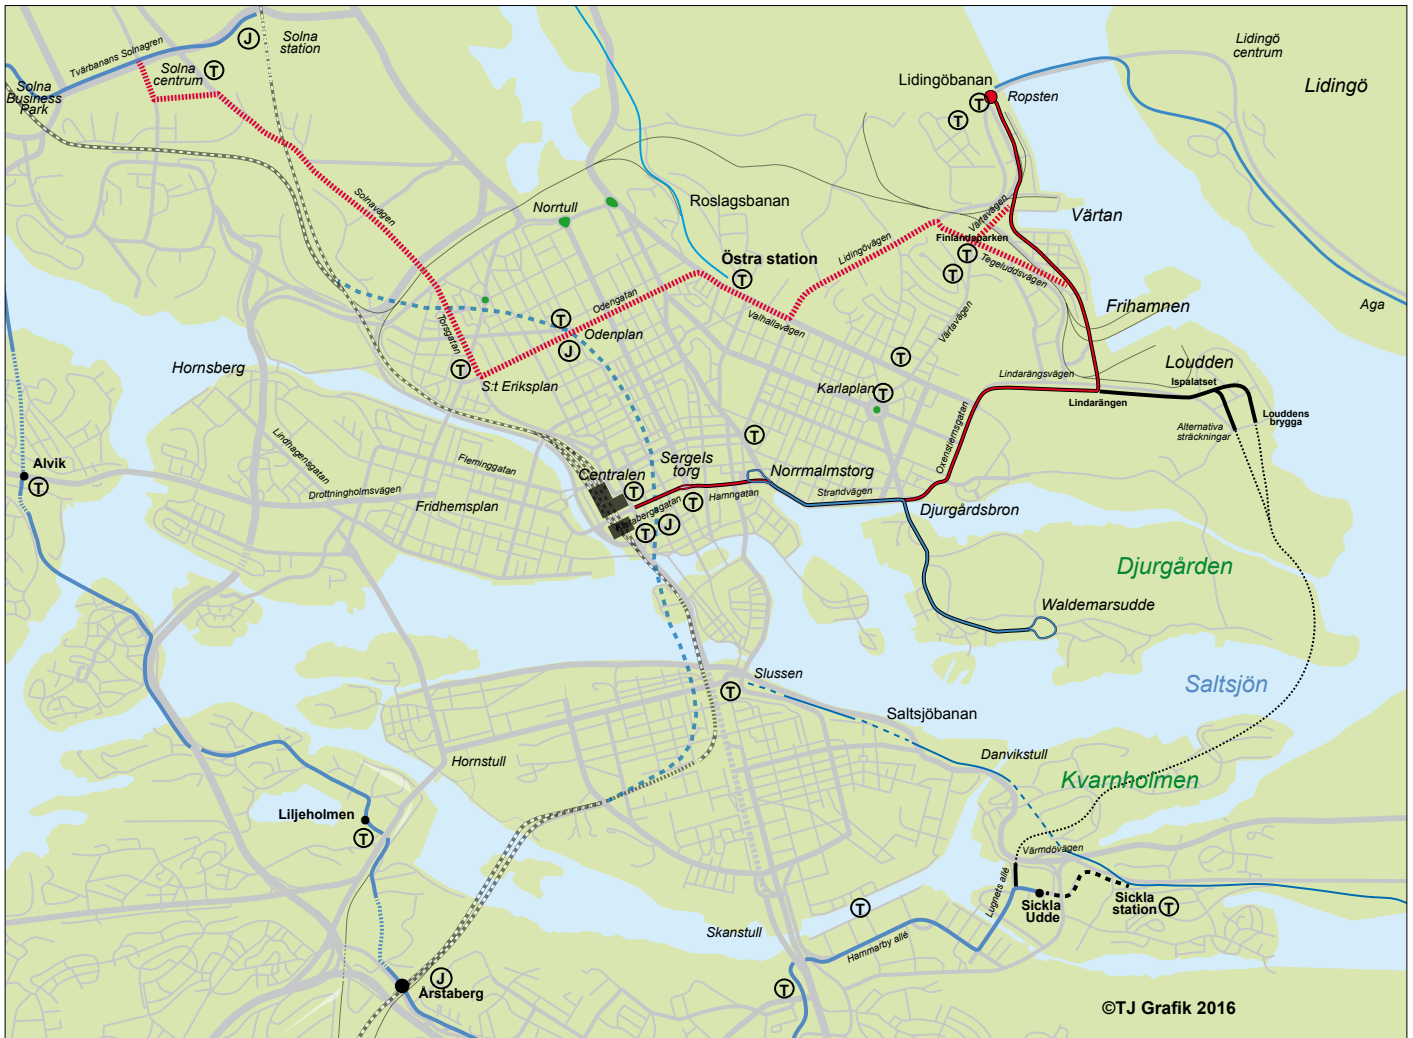 Tvärbanans Solnagren
J
Solna
station
Solna
centrum
T
Solna
Business
Park
Lidingö
centrum
Lidingö
Lidingöbanan
T
T
Ropsten
Solnavägen
Norrtull
Roslagsbanan
Värtavägen
Värtan
Finlandsparken
T
T
Tegeluddsvägen
Lidingövägen
Östra station
T
Odengatan
Valhallavägen
Frihamnen
Aga
Torsgatan
T
Odenplan
J
Värtavägen
T
Hornsberg
T
S:t Eriksplan
Karlaplan
T
Lindarängsvägen
Loudden
Ispalatset
Lindarängen
Louddens
brygga
Alternativa
sträckningar
Oxenstiernsgatan
Lindhagensgatan
Fleminggatan
Drottningholmsvägen
Fridhemsplan
Alvik
T
Centralen
T
Sergels
torg
T
Norrmalmstorg
Hamngatan
T
Klarabergsgatan
T
J
Strandvägen
Djurgårdsbron
Djurgården
Waldemarsudde
Saltsjön
Slussen
T
Saltsjöbanan
Danvikstull
Kvarnholmen
Hornstull
Liljeholmen
T
Värmdövägen
Lugnets allé
Sickla
Udde
Sickla
station
T
T
Skanstull
Hammarby allé
T
J
Årstaberg
©TJ Grafik 2016